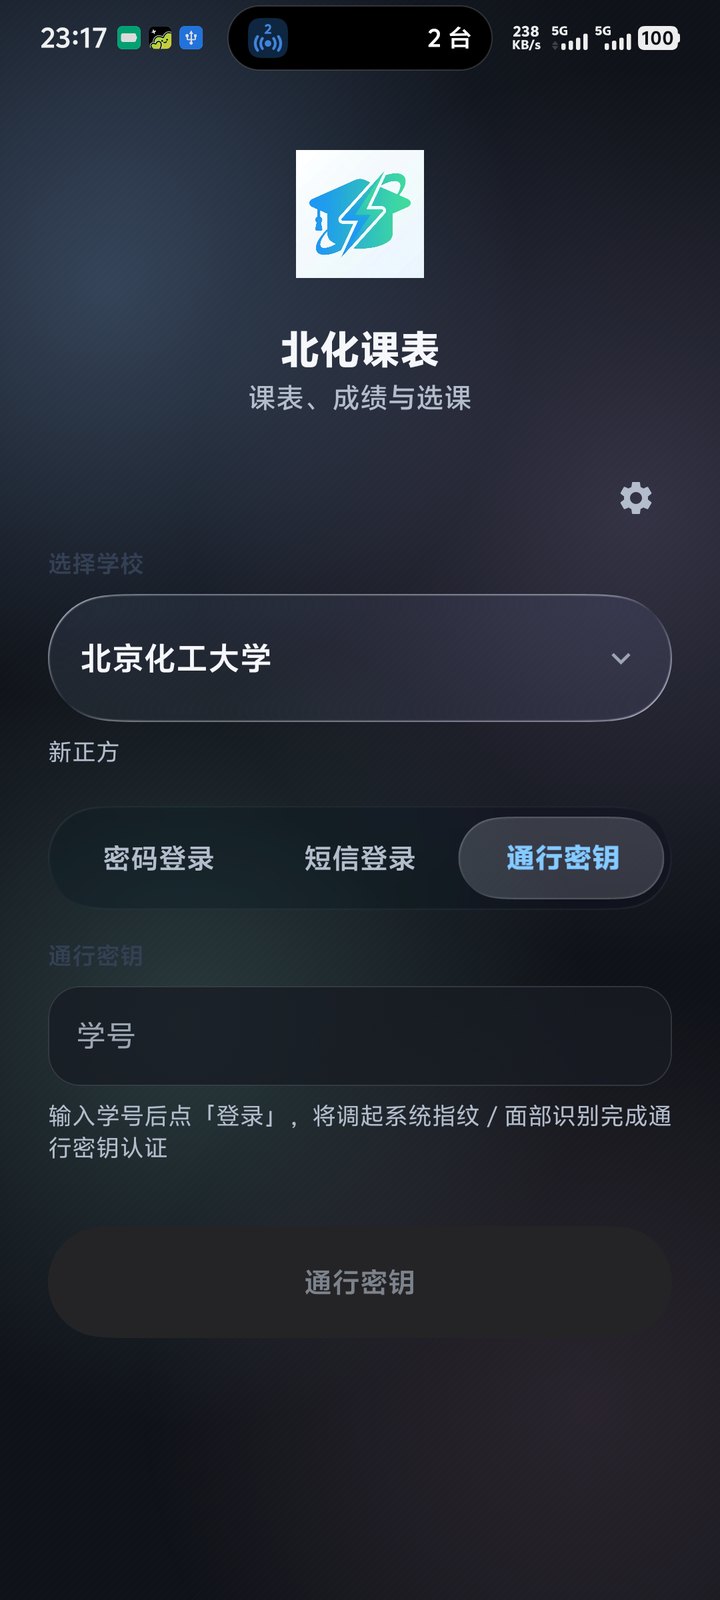 23:17
2
2 台
238
KB/s
5G
5G
100
北化课表
课表、成绩与选课
选择学校
北京化工大学
新正方
密码登录
短信登录
通行密钥
通行密钥
学号
输入学号后点「登录」，将调起系统指纹 / 面部识别完成通
行密钥认证
通行密钥